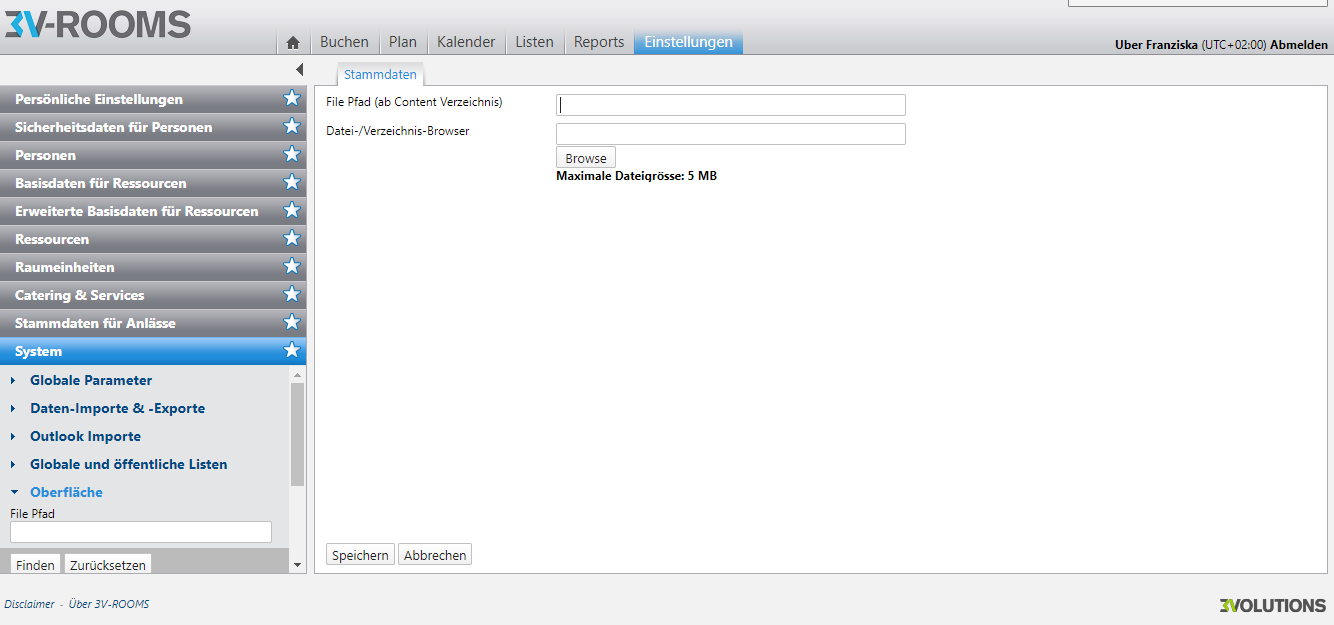 3V-ROOMS
Buchen Plan Kalender Listen Reports Einstellungen
Uber Franziska (UTC+02:00) Abmelden
Stammdaten
Persönliche Einstellungen
Sicherheitsdaten für Personen
Personen
Basisdaten für Ressourcen
Erweiterte Basisdaten für Ressourcen
Ressourcen
Raumeinheiten
Catering & Services
Stammdaten für Anlässe
System
Globale Parameter
Daten-Importe & -Exporte
Outlook Importe
Globale und öffentliche Listen
Oberfläche
File Pfad
Finden Zurücksetzen
File Pfad (ab Content Verzeichnis)
Datei-/Verzeichnis-Browser
Browse
Maximale Dateigrösse: 5 MB
Speichern Abbrechen
Disclaimer - Über 3V-ROOMS
3VOLUTIONS